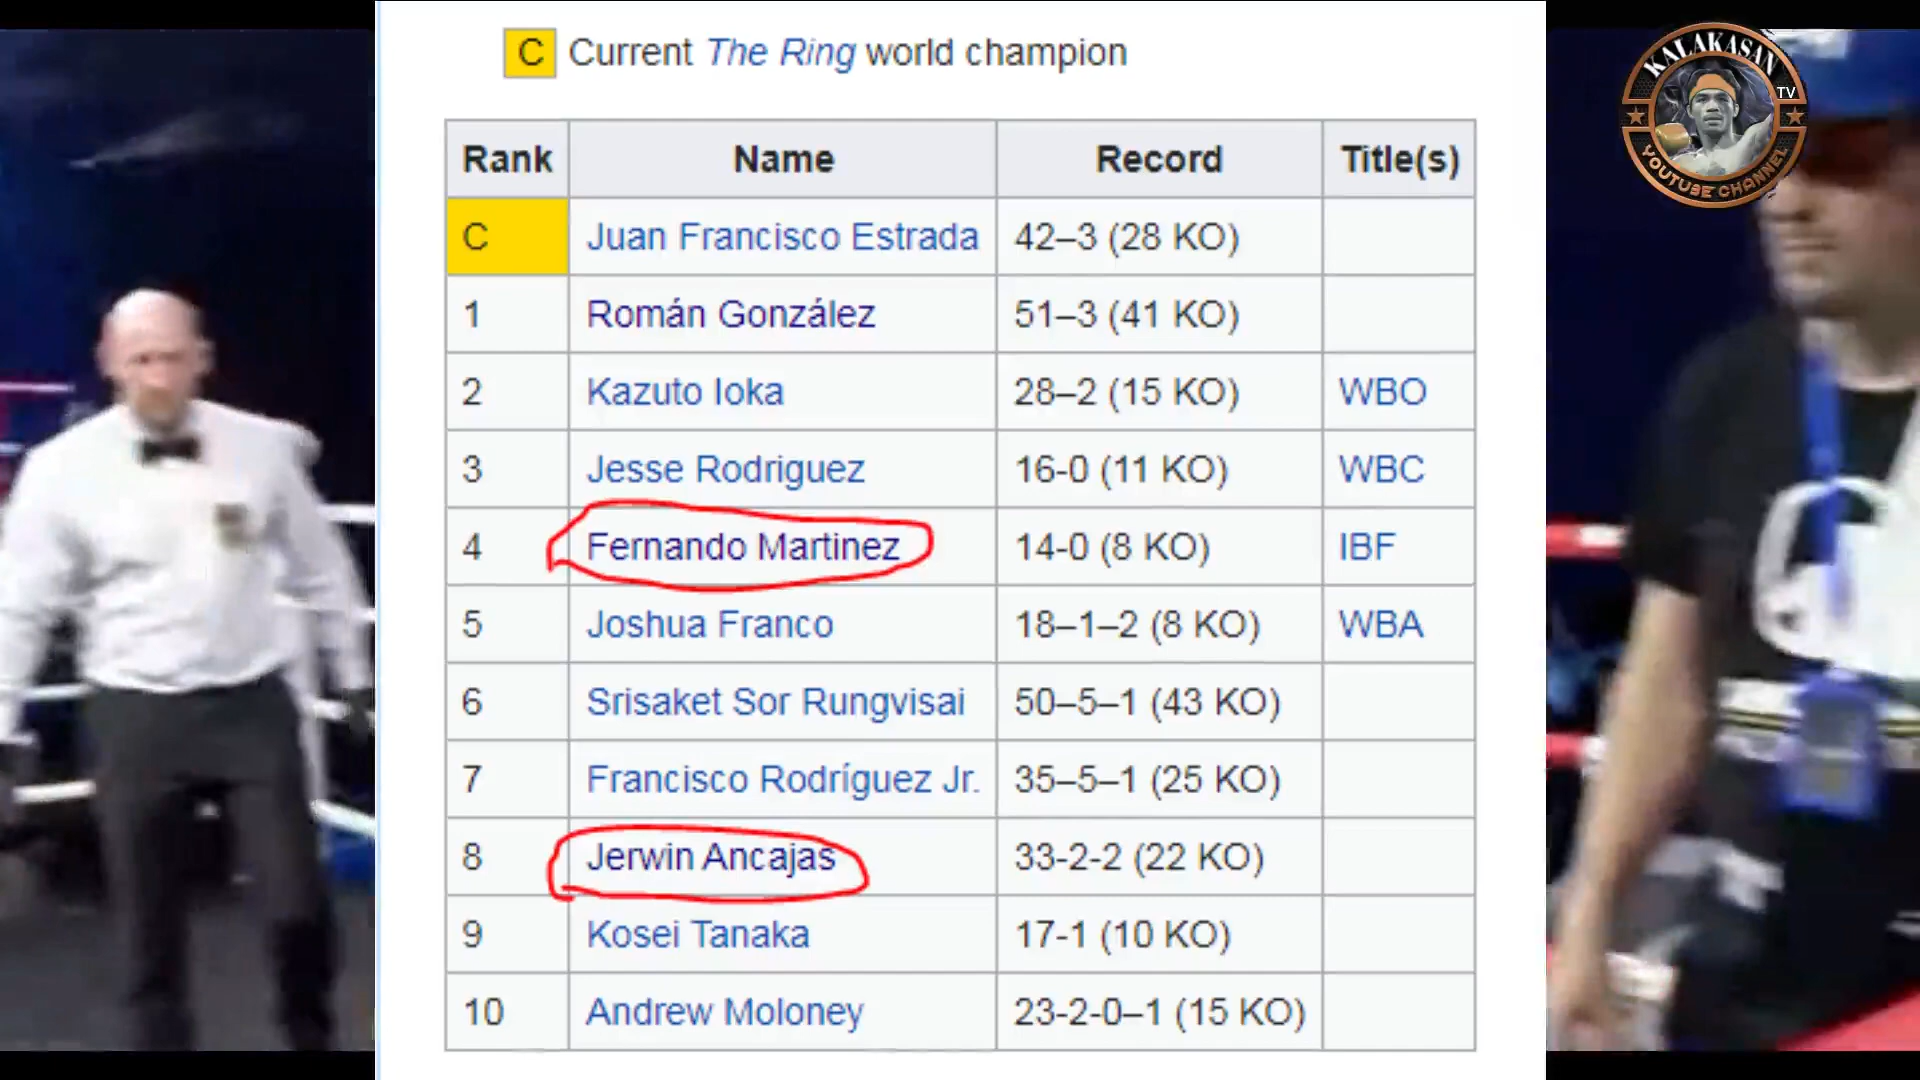 C Current The Ring world champion
Rank Name Record Title(s)
C Juan Francisco Estrada 42–3 (28 KO)
1 Román González 51–3 (41 KO)
2 Kazuto Ioka 28–2 (15 KO) WBO
3 Jesse Rodriguez 16-0 (11 KO) WBC
4 Fernando Martinez 14-0 (8 KO) IBF
5 Joshua Franco 18–1–2 (8 KO) WBA
6 Srisaket Sor Rungvisai 50–5–1 (43 KO)
7 Francisco Rodríguez Jr. 35–5–1 (25 KO)
8 Jerwin Ancajas 33-2-2 (22 KO)
9 Kosei Tanaka 17-1 (10 KO)
10 Andrew Moloney 23-2-0–1 (15 KO)
KALAKASAN
TV
YOUTUBE CHANNEL